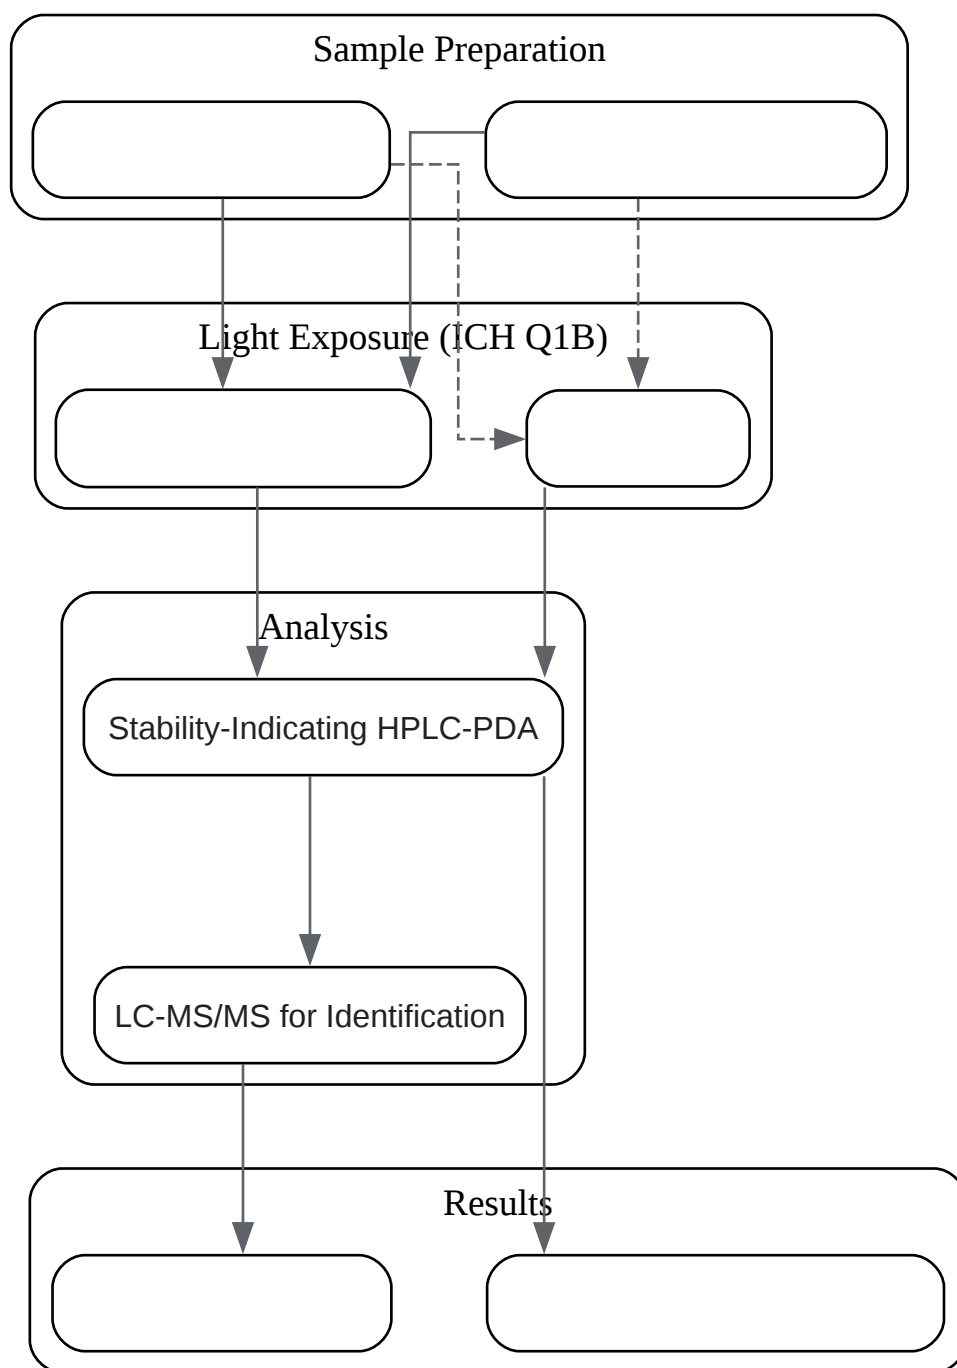 Sample Preparation
Light Exposure (ICH Q1B)
Analysis
Stability-Indicating HPLC-PDA
LC-MS/MS for Identification
Results